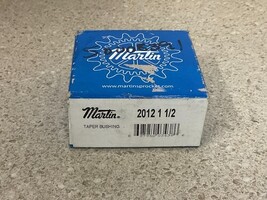 Martin
www.martinsprocket.com
Martin 2012 1 1/2
TAPER BUSHING